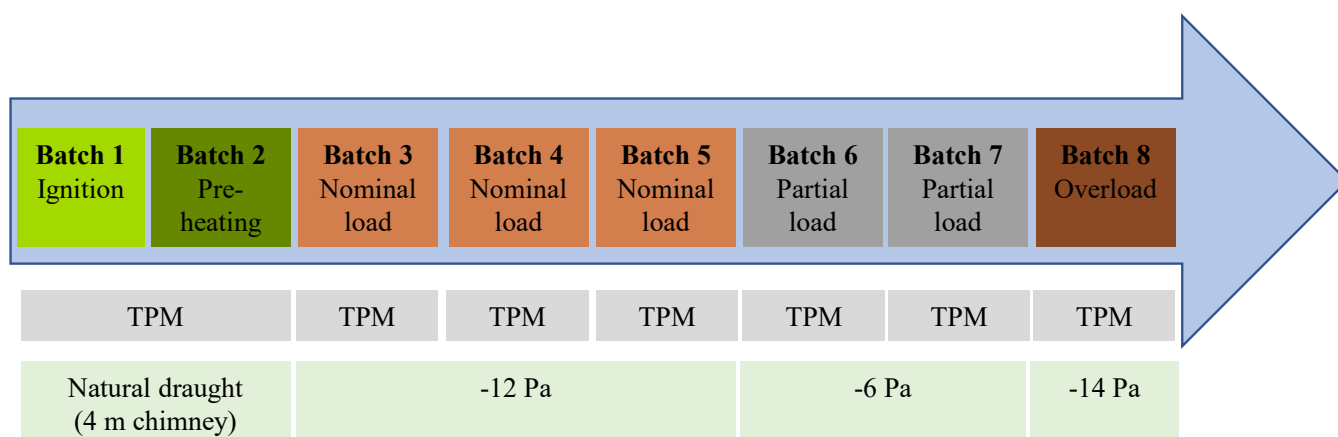 Batch 1
Ignition
Batch 2
Pre-
heating
Batch 3
Nominal
load
Batch 4
Nominal
load
Batch 5
Nominal
load
Batch 6
Partial
load
Batch 7
Partial
load
Batch 8
Overload
TPM
TPM
TPM
TPM
TPM
TPM
TPM
Natural draught
(4 m chimney)
-12 Pa
-6 Pa
-14 Pa